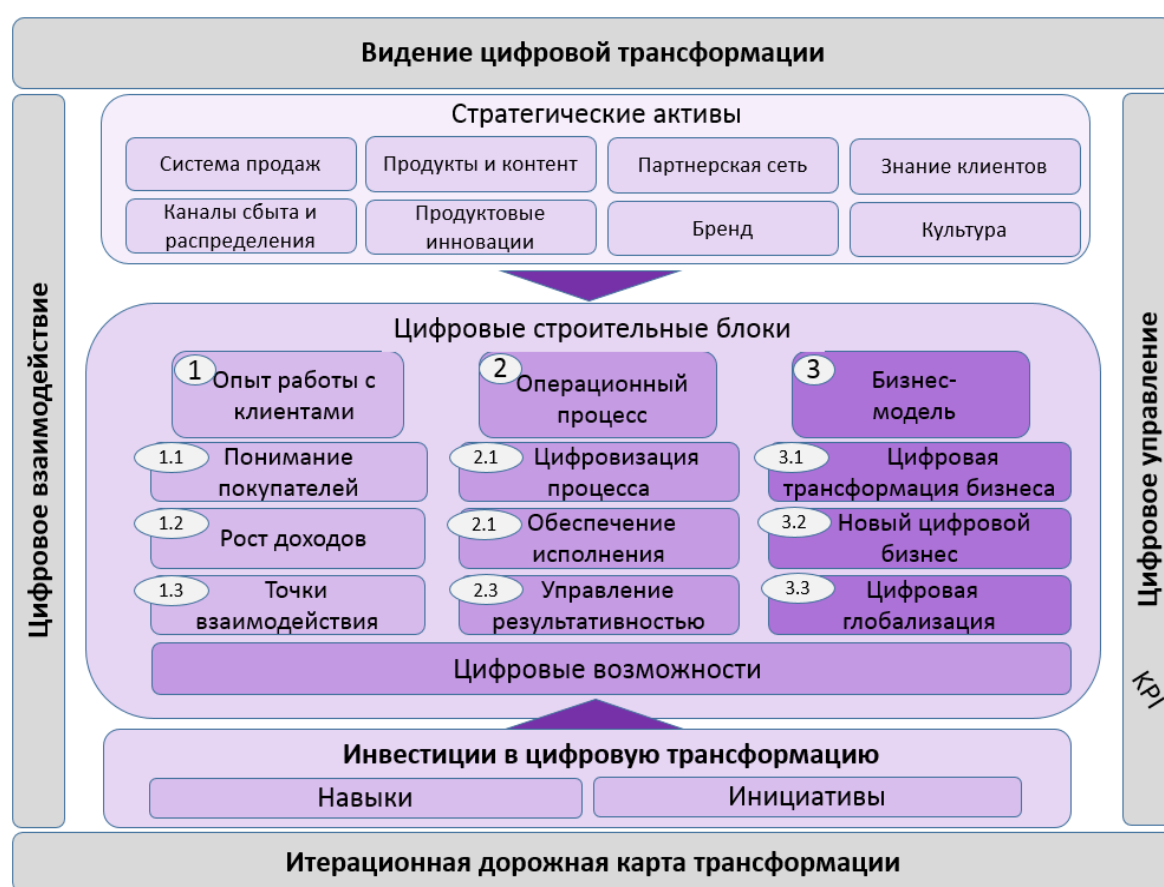 Видение цифровой трансформации
Цифровое взаимодействие
Стратегические активы
Система продаж
Продукты и контент
Партнерская сеть
Знание клиентов
Каналы сбыта и
распределения
Продуктовые
инновации
Бренд
Культура
Цифровые строительные блоки
1
Опыт работы с
клиентами
2
Операционный
процесс
3
Бизнес-
модель
1.1
Понимание
покупателей
2.1
Цифровизация
процесса
3.1
Цифровая
трансформация бизнеса
1.2
Рост доходов
2.1
Обеспечение
исполнения
3.2
Новый цифровой
бизнес
1.3
Точки
взаимодействия
2.3
Управление
результативностью
3.3
Цифровая
глобализация
Цифровые возможности
Инвестиции в цифровую трансформацию
Навыки
Инициативы
Цифровое управление
KPI
Итерационная дорожная карта трансформации